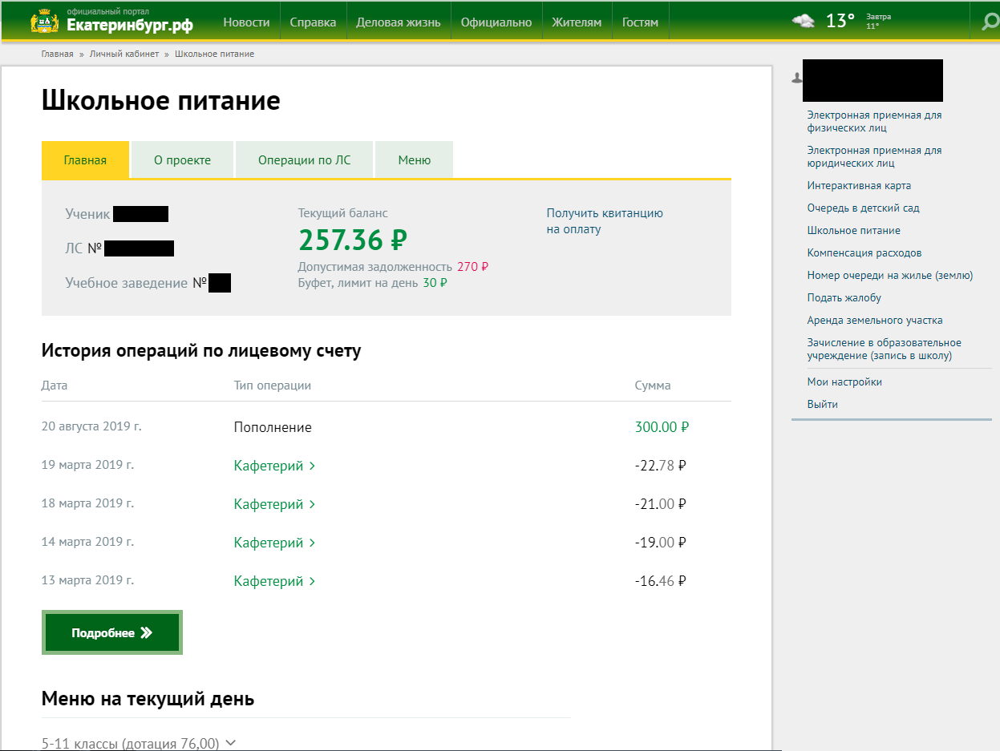 официальный портал
Екатеринбург.рф
Новости
Справка
Деловая жизнь
Официально
Жителям
Гостям
13°
Завтра
11°
Главная » Личный кабинет » Школьное питание
Школьное питание
Главная
О проекте
Операции по ЛС
Меню
Ученик
ЛС №
Учебное заведение №
Текущий баланс
257.36 ₽
Допустимая задолженность 270 ₽
Буфет, лимит на день 30 ₽
Получить квитанцию
на оплату
История операций по лицевому счету
Дата Тип операции Сумма
20 августа 2019 г. Пополнение 300.00 ₽
19 марта 2019 г. Кафетерий › -22.78 ₽
18 марта 2019 г. Кафетерий › -21.00 ₽
14 марта 2019 г. Кафетерий › -19.00 ₽
13 марта 2019 г. Кафетерий › -16.46 ₽
Подробнее »
Меню на текущий день
5-11 классы (дотация 76,00)
Электронная приемная для
физических лиц
Электронная приемная для
юридических лиц
Интерактивная карта
Очередь в детский сад
Школьное питание
Компенсация расходов
Номер очереди на жилье (землю)
Подать жалобу
Аренда земельного участка
Зачисление в образовательное
учреждение (запись в школу)
Мои настройки
Выйти